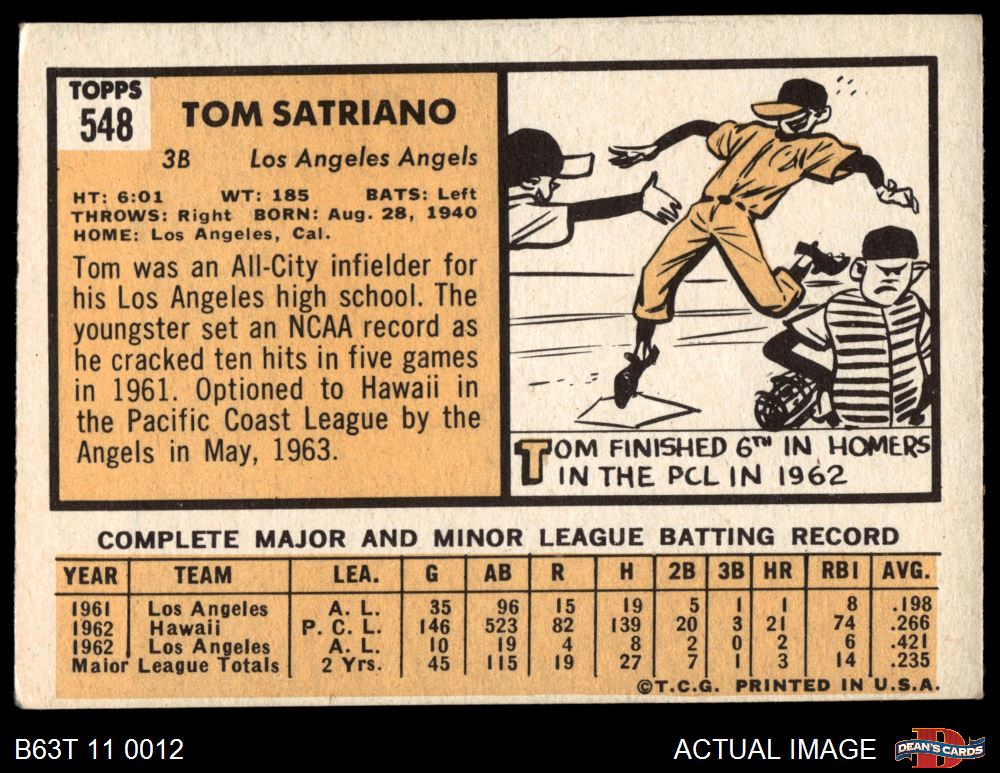 TOPPS
548
TOM SATRIANO
3B Los Angeles Angels
HT: 6:01 WT: 185 BATS: Left
THROWS: Right BORN: Aug. 28, 1940
HOME: Los Angeles, Cal.
Tom was an All-City infielder for
his Los Angeles high school. The
youngster set an NCAA record as
he cracked ten hits in five games
in 1961. Optioned to Hawaii in
the Pacific Coast League by the
Angels in May, 1963.
TOM FINISHED 6TH IN HOMERS
IN THE PCL IN 1962
COMPLETE MAJOR AND MINOR LEAGUE BATTING RECORD
YEAR TEAM LEA. G AB R H 2B 3B HR RBI AVG.
1961 Los Angeles A. L. 35 96 15 19 5 1 1 8 .198
1962 Hawaii P. C. L. 146 523 82 139 20 3 21 74 .266
1962 Los Angeles A. L. 10 19 4 8 2 0 2 6 .421
Major League Totals 2 Yrs. 45 115 19 27 7 1 3 14 .235
©T.C.G. PRINTED IN U.S.A.
B63T 11 0012 ACTUAL IMAGE DEAN'S CARDS